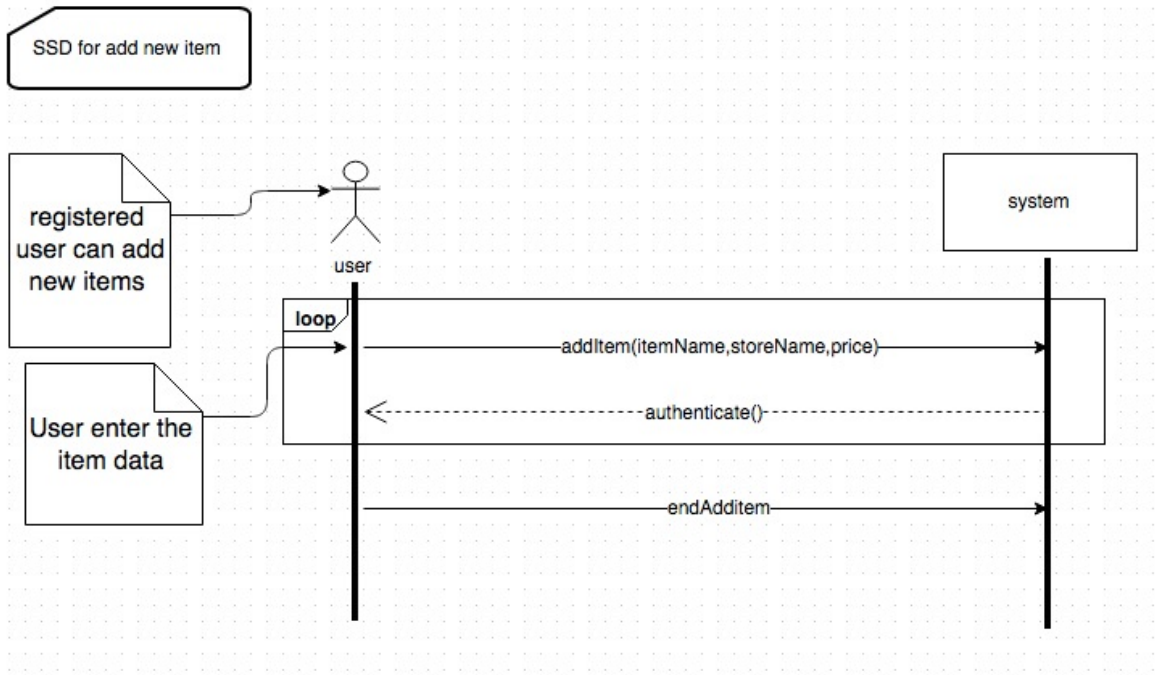 SSD for add new item
registered
user can add
new items
user
system
loop
addItem(itemName,storeName,price)
User enter the
item data
authenticate()
endAdditem